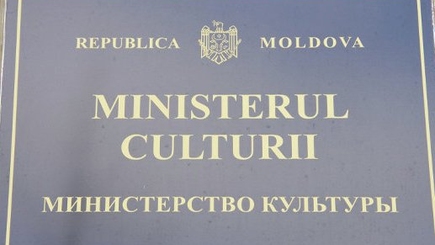 REPUBLICA MOLDOVA
MINISTERUL
CULTURII
МИНИСТЕРСТВО КУЛЬТУРЫ